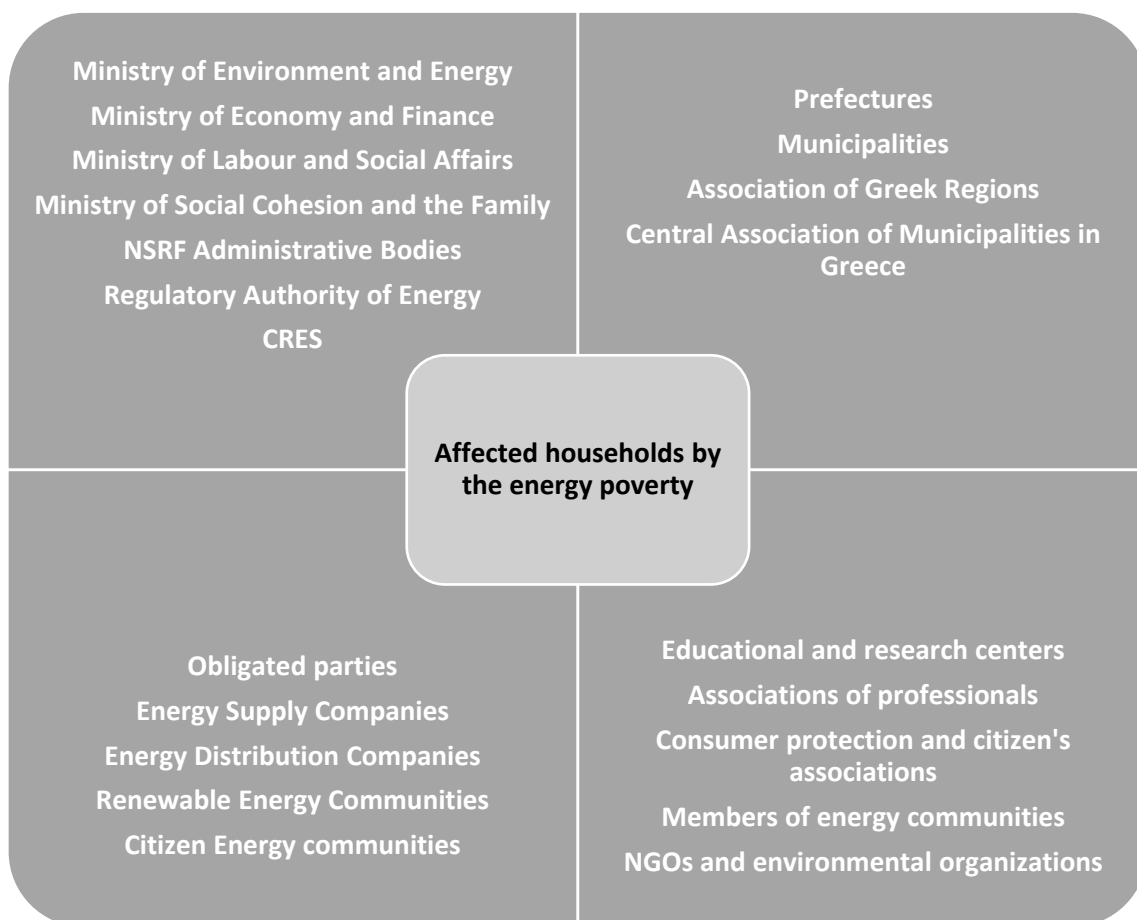 Ministry of Environment and Energy
Ministry of Economy and Finance
Ministry of Labour and Social Affairs
Ministry of Social Cohesion and the Family
NSRF Administrative Bodies
Regulatory Authority of Energy
CRES
Prefectures
Municipalities
Association of Greek Regions
Central Association of Municipalities in
Greece
Affected households by
the energy poverty
Obligated parties
Energy Supply Companies
Energy Distribution Companies
Renewable Energy Communities
Citizen Energy communities
Educational and research centers
Associations of professionals
Consumer protection and citizen's
associations
Members of energy communities
NGOs and environmental organizations